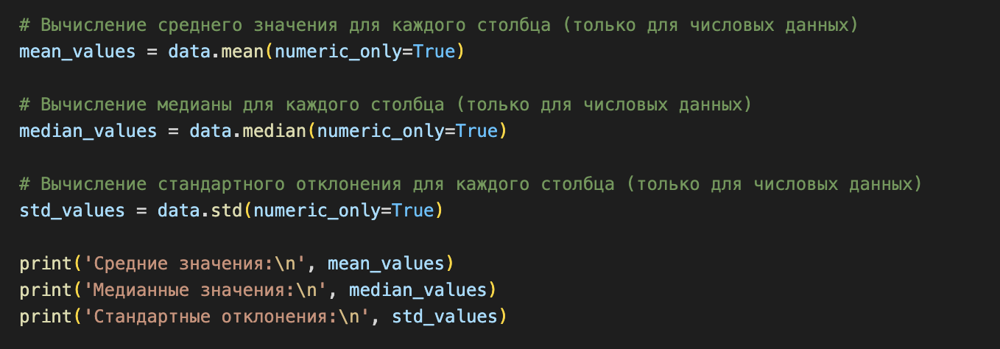 # Вычисление среднего значения для каждого столбца (только для числовых данных)
mean_values = data.mean(numeric_only=True)
# Вычисление медианы для каждого столбца (только для числовых данных)
median_values = data.median(numeric_only=True)
# Вычисление стандартного отклонения для каждого столбца (только для числовых данных)
std_values = data.std(numeric_only=True)
print('Средние значения:\n', mean_values)
print('Медианные значения:\n', median_values)
print('Стандартные отклонения:\n', std_values)